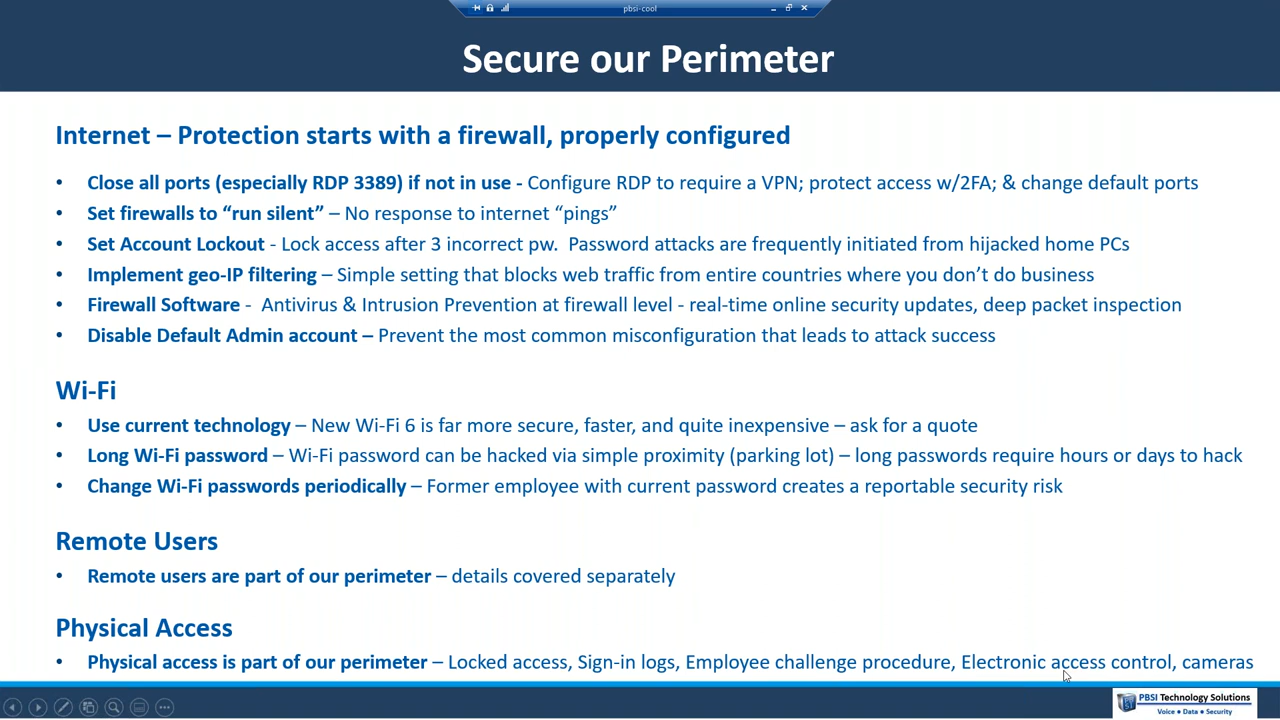 pbsi-cool
Secure our Perimeter
Internet – Protection starts with a firewall, properly configured
• Close all ports (especially RDP 3389) if not in use - Configure RDP to require a VPN; protect access w/2FA; & change default ports
• Set firewalls to “run silent” – No response to internet “pings”
• Set Account Lockout - Lock access after 3 incorrect pw.  Password attacks are frequently initiated from hijacked home PCs
• Implement geo-IP filtering – Simple setting that blocks web traffic from entire countries where you don’t do business
• Firewall Software -  Antivirus & Intrusion Prevention at firewall level - real-time online security updates, deep packet inspection
• Disable Default Admin account – Prevent the most common misconfiguration that leads to attack success
Wi-Fi
• Use current technology – New Wi-Fi 6 is far more secure, faster, and quite inexpensive – ask for a quote
• Long Wi-Fi password – Wi-Fi password can be hacked via simple proximity (parking lot) – long passwords require hours or days to hack
• Change Wi-Fi passwords periodically – Former employee with current password creates a reportable security risk
Remote Users
• Remote users are part of our perimeter – details covered separately
Physical Access
• Physical access is part of our perimeter – Locked access, Sign-in logs, Employee challenge procedure, Electronic access control, cameras
PBSI Technology Solutions
Voice • Data • Security